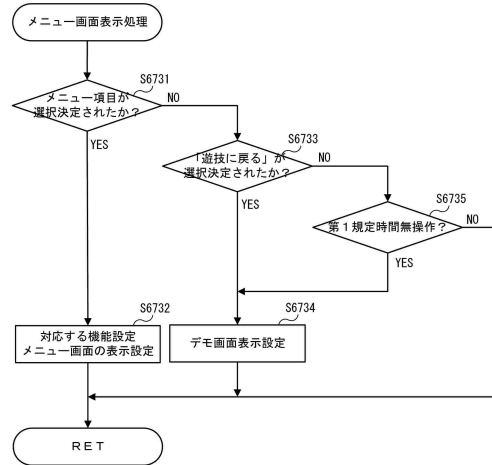 メニュー画面表示処理
S6731
メニュー項目が
選択決定されたか？
NO
YES
S6733
「遊技に戻る」が
選択決定されたか？
NO
YES
S6735
第１規定時間無操作？
NO
YES
S6732
対応する機能設定
メニュー画面の表示設定
S6734
デモ画面表示設定
ＲＥＴ